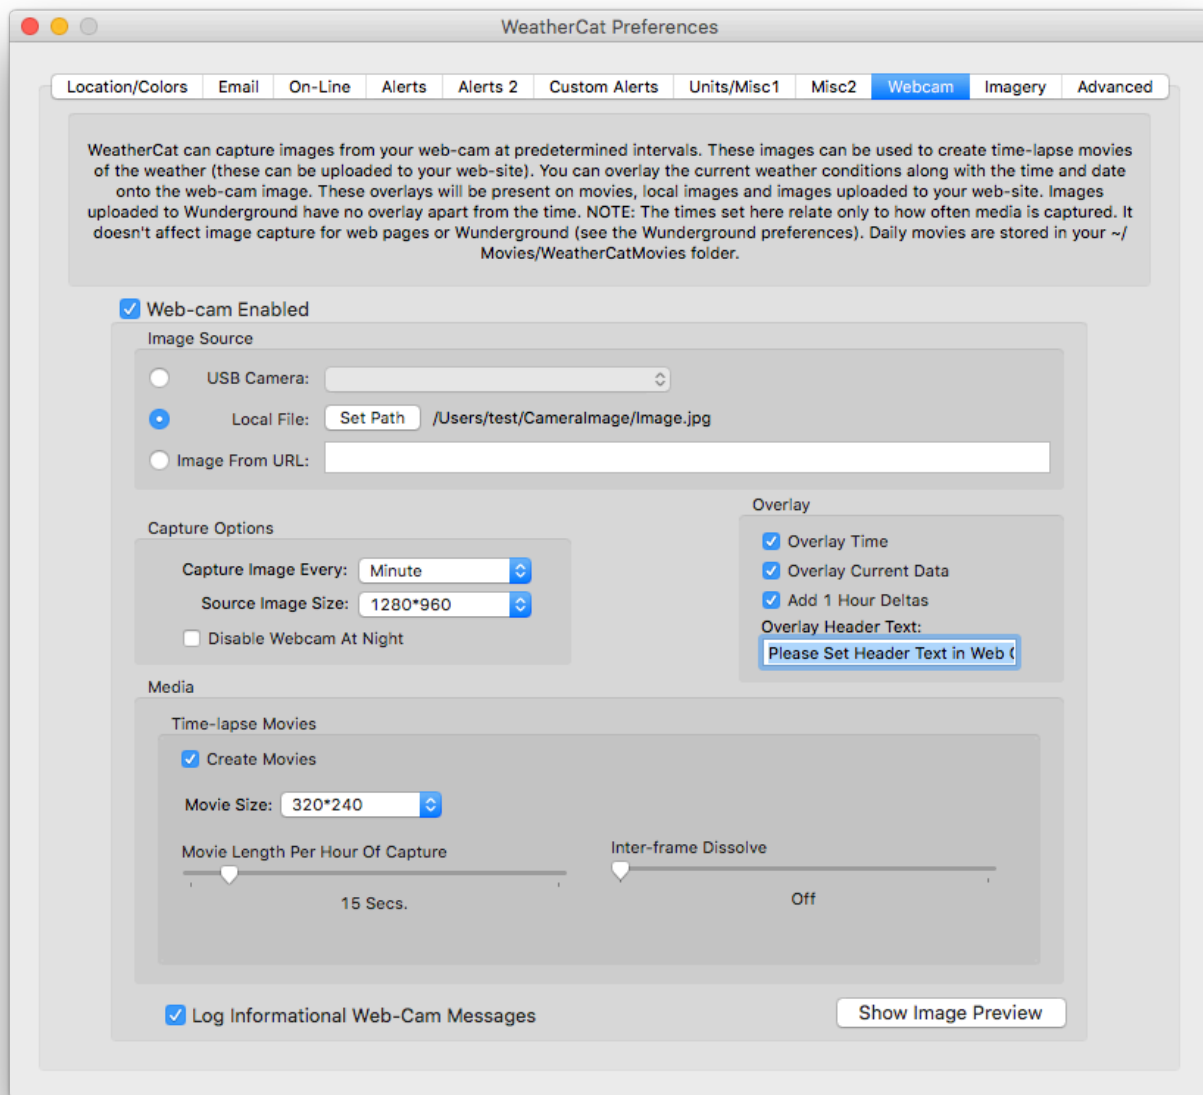 WeatherCat Preferences
Location/Colors Email On-Line Alerts Alerts 2 Custom Alerts Units/Misc1 Misc2 Webcam Imagery Advanced
WeatherCat can capture images from your web-cam at predetermined intervals. These images can be used to create time-lapse movies
of the weather (these can be uploaded to your web-site). You can overlay the current weather conditions along with the time and date
onto the web-cam image. These overlays will be present on movies, local images and images uploaded to your web-site. Images
uploaded to Wunderground have no overlay apart from the time. NOTE: The times set here relate only to how often media is captured. It
doesn't affect image capture for web pages or Wunderground (see the Wunderground preferences). Daily movies are stored in your ~/
Movies/WeatherCatMovies folder.
Web-cam Enabled
Image Source
USB Camera:
Local File: Set Path /Users/test/CameraImage/Image.jpg
Image From URL:
Capture Options
Capture Image Every: Minute
Source Image Size: 1280*960
Disable Webcam At Night
Overlay
Overlay Time
Overlay Current Data
Add 1 Hour Deltas
Overlay Header Text:
Please Set Header Text in Web
Media
Time-lapse Movies
Create Movies
Movie Size: 320*240
Movie Length Per Hour Of Capture
15 Secs.
Inter-frame Dissolve
Off
Log Informational Web-Cam Messages
Show Image Preview